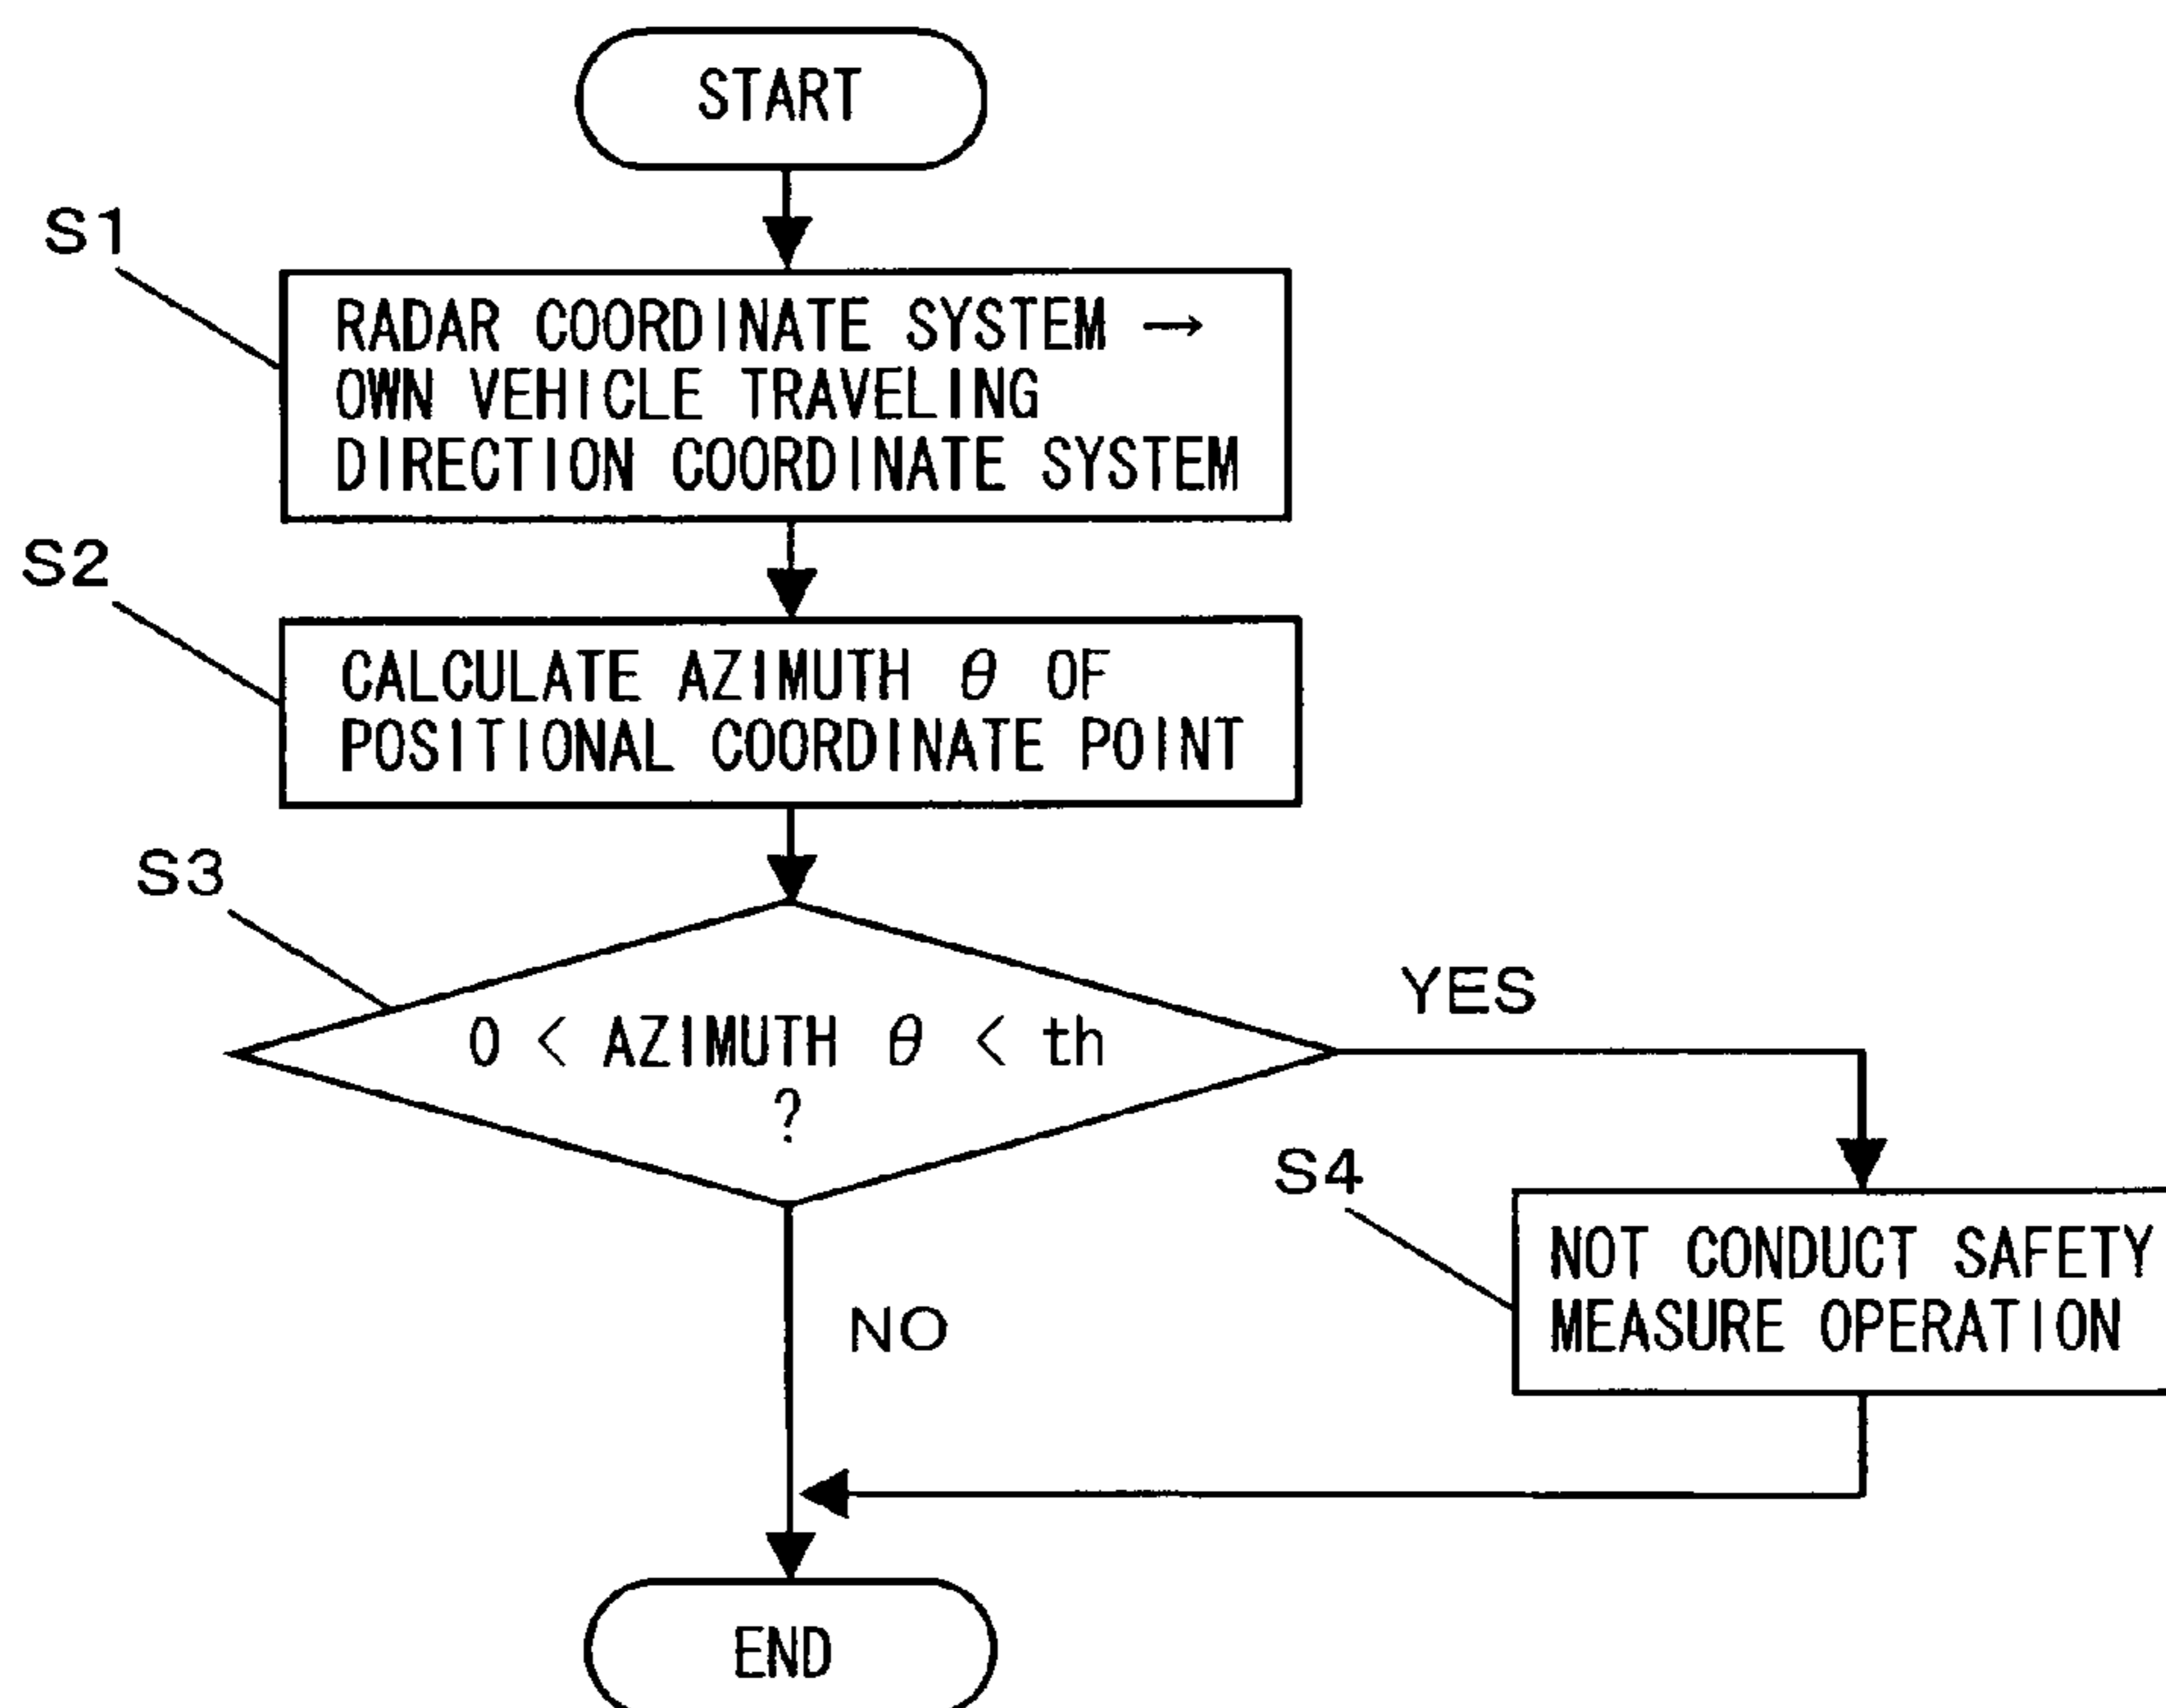 START
S1
RADAR COORDINATE SYSTEM →
OWN VEHICLE TRAVELING
DIRECTION COORDINATE SYSTEM
S2
CALCULATE AZIMUTH θ OF
POSITIONAL COORDINATE POINT
S3
0 < AZIMUTH θ < th
?
YES
S4
NOT CONDUCT SAFETY
MEASURE OPERATION
NO
END